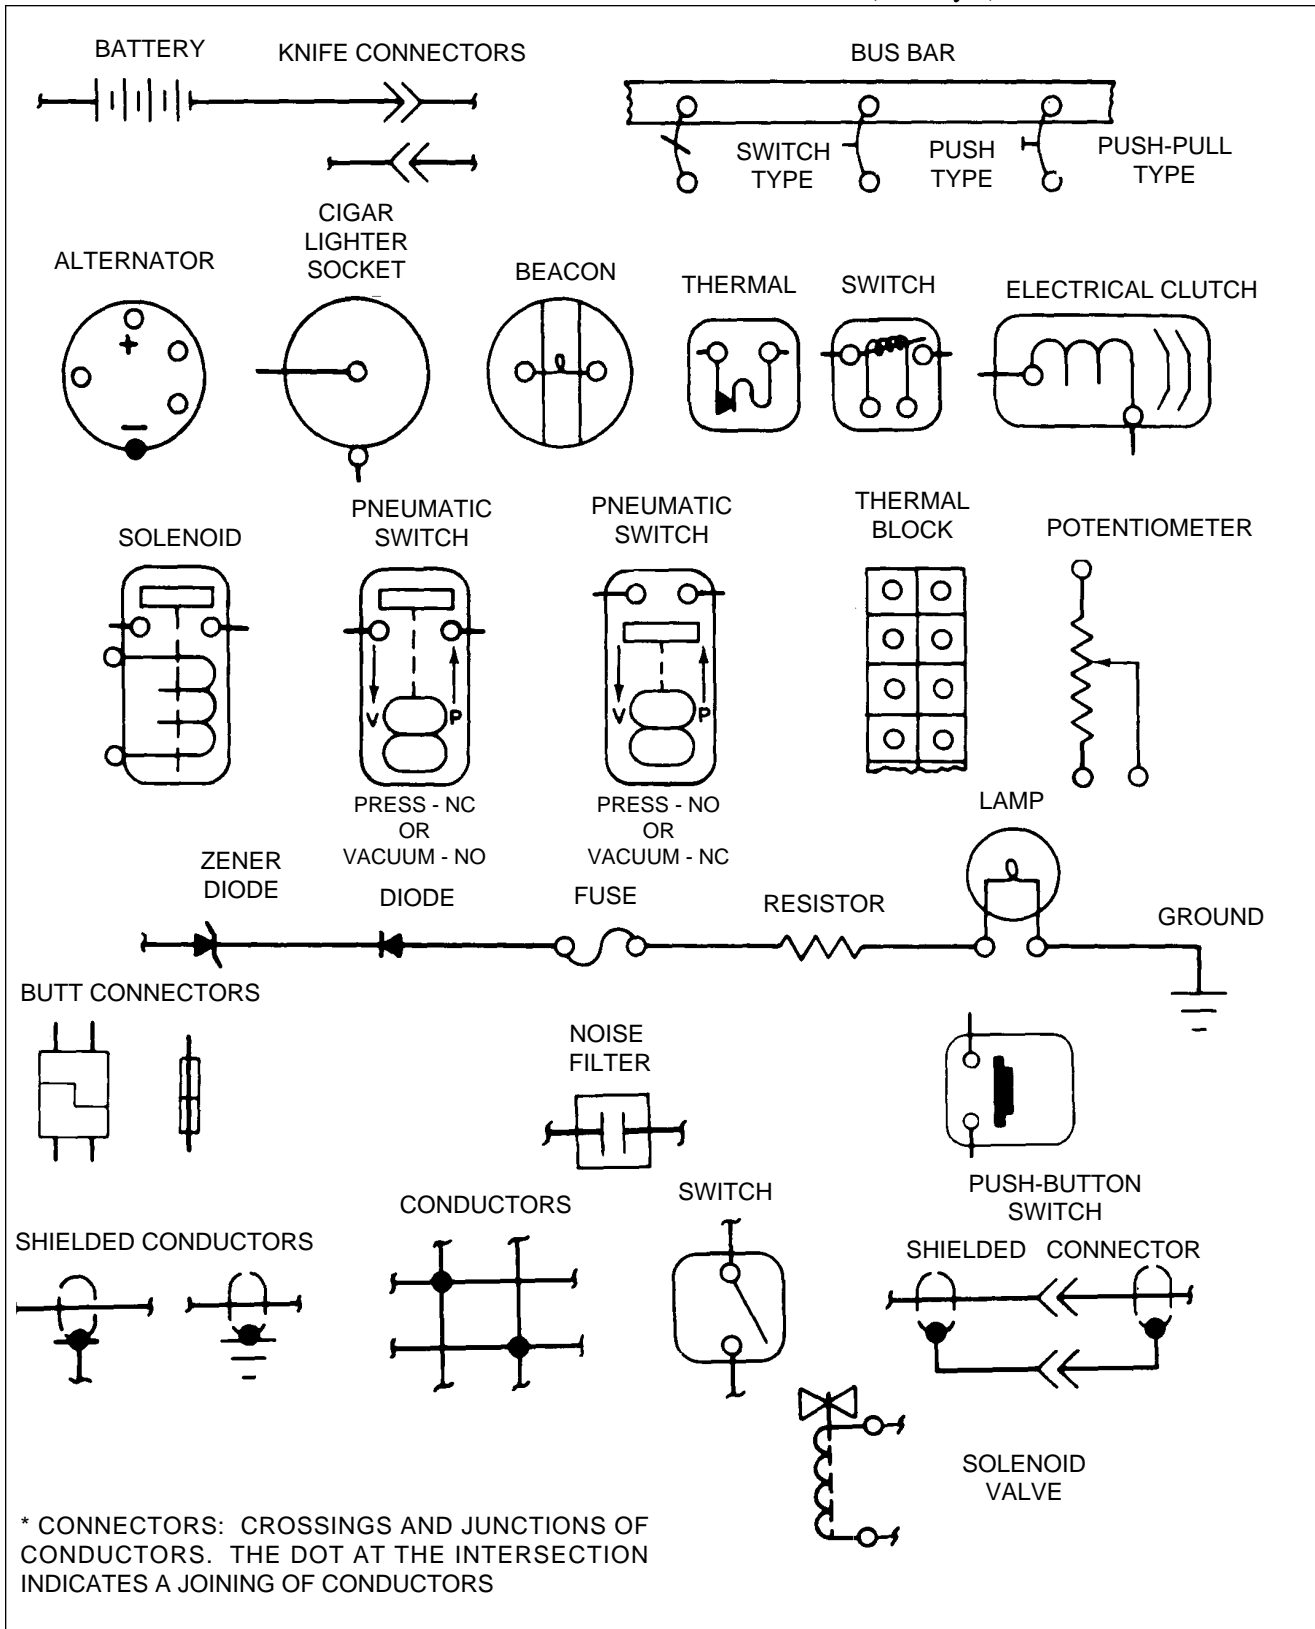 BATTERY
KNIFE CONNECTORS
BUS BAR
SWITCH
TYPE
PUSH
TYPE
PUSH-PULL
TYPE
ALTERNATOR
+
−
CIGAR
LIGHTER
SOCKET
BEACON
THERMAL SWITCH
ELECTRICAL CLUTCH
SOLENOID
PNEUMATIC
SWITCH
V P
PRESS - NC
OR
VACUUM - NO
PNEUMATIC
SWITCH
V P
PRESS - NO
OR
VACUUM - NC
THERMAL
BLOCK
POTENTIOMETER
ZENER
DIODE
DIODE
FUSE
RESISTOR
LAMP
GROUND
BUTT CONNECTORS
NOISE
FILTER
PUSH-BUTTON
SWITCH
SHIELDED CONDUCTORS
CONDUCTORS
SWITCH
SHIELDED CONNECTOR
SOLENOID
VALVE
* CONNECTORS: CROSSINGS AND JUNCTIONS OF
CONDUCTORS. THE DOT AT THE INTERSECTION
INDICATES A JOINING OF CONDUCTORS